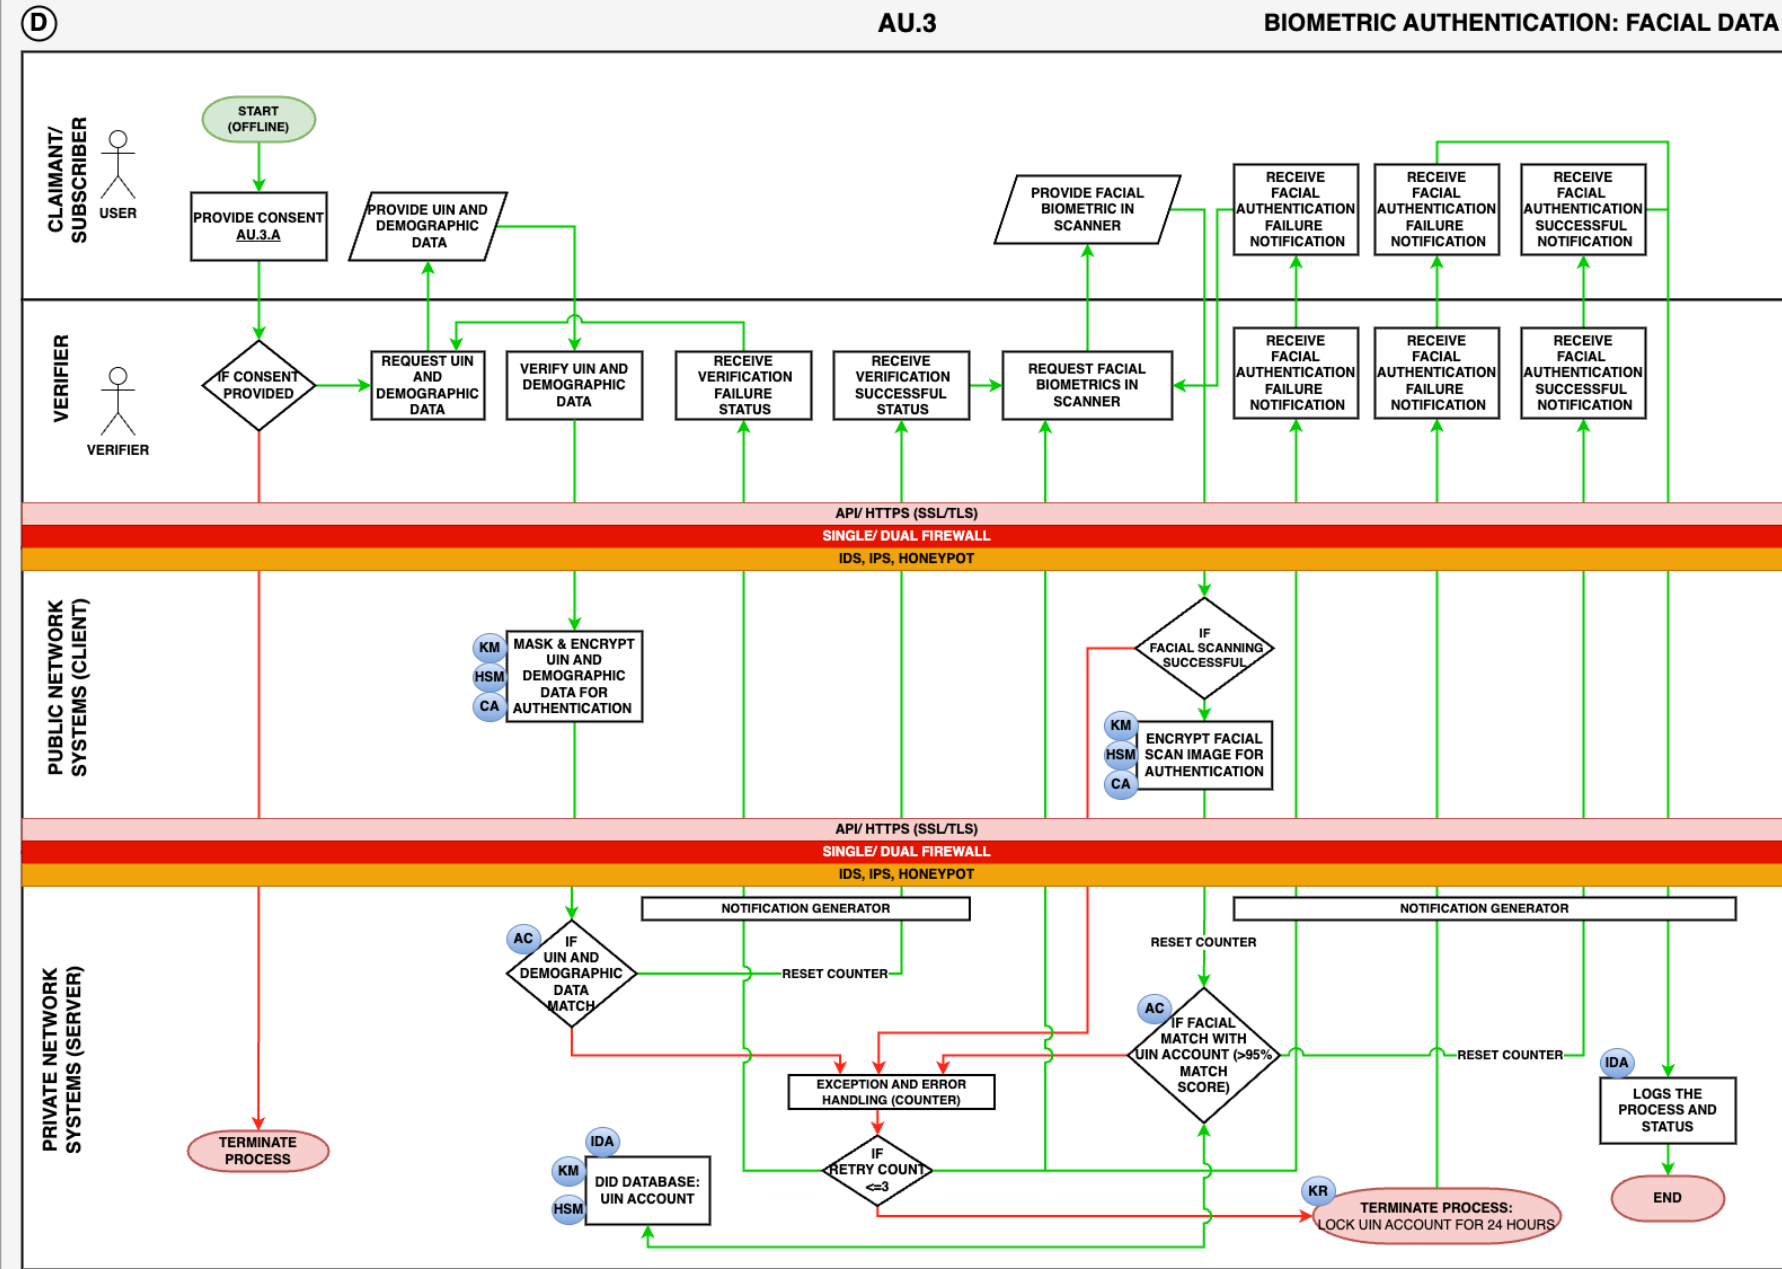 D
AU.3
BIOMETRIC AUTHENTICATION: FACIAL DATA
CLAIMANT/
SUBSCRIBER
USER
START
(OFFLINE)
PROVIDE CONSENT
AU.3.A
PROVIDE UIN AND
DEMOGRAPHIC
DATA
PROVIDE FACIAL
BIOMETRIC IN
SCANNER
RECEIVE
FACIAL
AUTHENTICATION
FAILURE
NOTIFICATION
RECEIVE
FACIAL
AUTHENTICATION
FAILURE
NOTIFICATION
RECEIVE
FACIAL
AUTHENTICATION
SUCCESSFUL
NOTIFICATION
VERIFIER
VERIFIER
IF CONSENT
PROVIDED
REQUEST UIN
AND
DEMOGRAPHIC
DATA
VERIFY UIN AND
DEMOGRAPHIC
DATA
RECEIVE
VERIFICATION
FAILURE
STATUS
RECEIVE
VERIFICATION
SUCCESSFUL
STATUS
REQUEST FACIAL
BIOMETRICS IN
SCANNER
RECEIVE
FACIAL
AUTHENTICATION
FAILURE
NOTIFICATION
RECEIVE
FACIAL
AUTHENTICATION
FAILURE
NOTIFICATION
RECEIVE
FACIAL
AUTHENTICATION
SUCCESSFUL
NOTIFICATION
API/ HTTPS (SSL/TLS)
SINGLE/ DUAL FIREWALL
IDS, IPS, HONEYPOT
PUBLIC NETWORK
SYSTEMS (CLIENT)
KM
HSM
CA
MASK & ENCRYPT
UIN AND
DEMOGRAPHIC
DATA FOR
AUTHENTICATION
IF
FACIAL SCANNING
SUCCESSFUL
KM
HSM
CA
ENCRYPT FACIAL
SCAN IMAGE FOR
AUTHENTICATION
API/ HTTPS (SSL/TLS)
SINGLE/ DUAL FIREWALL
IDS, IPS, HONEYPOT
PRIVATE NETWORK
SYSTEMS (SERVER)
NOTIFICATION GENERATOR
NOTIFICATION GENERATOR
AC
IF
UIN AND
DEMOGRAPHIC
DATA
MATCH
RESET COUNTER
RESET COUNTER
AC
IF FACIAL
MATCH WITH
UIN ACCOUNT (>95%
MATCH
SCORE)
RESET COUNTER
EXCEPTION AND ERROR
HANDLING (COUNTER)
IDA
LOGS THE
PROCESS AND
STATUS
TERMINATE
PROCESS
IDA
KM
HSM
DID DATABASE:
UIN ACCOUNT
IF
RETRY COUNT
<=3
KR
TERMINATE PROCESS:
LOCK UIN ACCOUNT FOR 24 HOURS
END